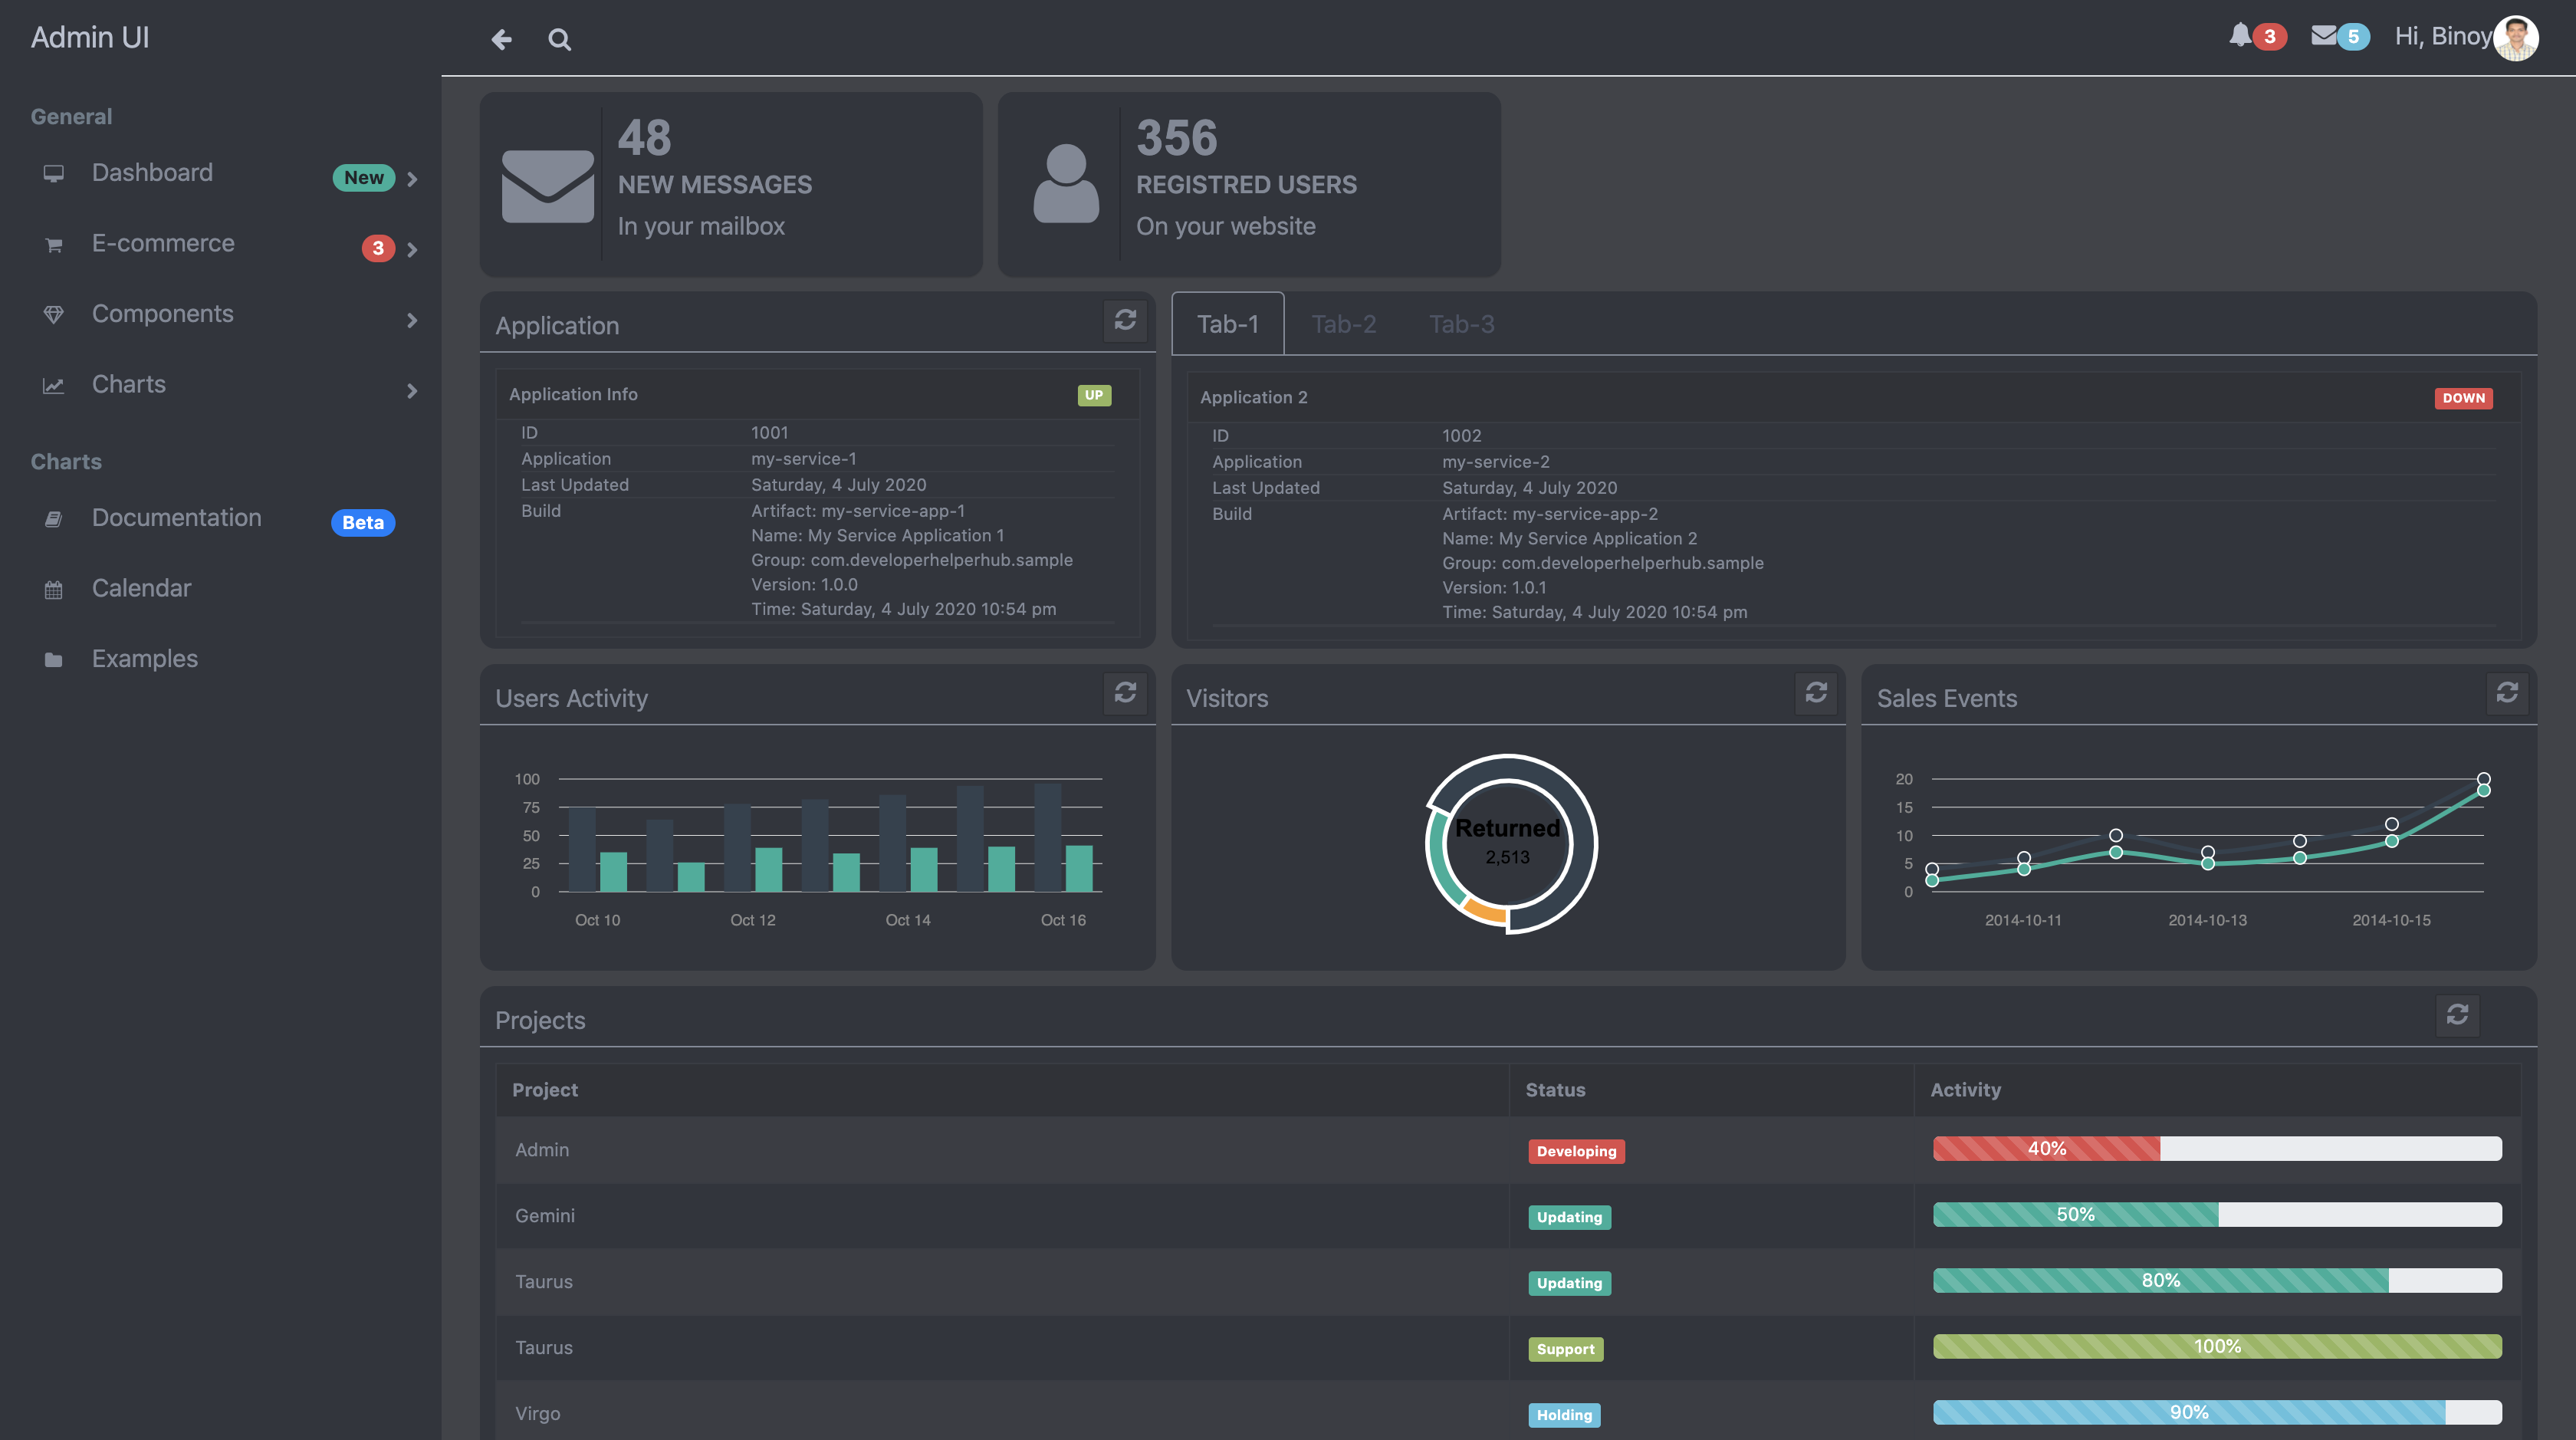 Admin UI
3
5
Hi, Binoy
General
Dashboard
New
E-commerce
3
Components
Charts
Charts
Documentation
Beta
Calendar
Examples
48
NEW MESSAGES
In your mailbox
356
REGISTRED USERS
On your website
Application
Application Info
UP
ID 1001
Application my-service-1
Last Updated Saturday, 4 July 2020
Build Artifact: my-service-app-1
Name: My Service Application 1
Group: com.developerhelperhub.sample
Version: 1.0.0
Time: Saturday, 4 July 2020 10:54 pm
Tab-1 Tab-2 Tab-3
Application 2
DOWN
ID 1002
Application my-service-2
Last Updated Saturday, 4 July 2020
Build Artifact: my-service-app-2
Name: My Service Application 2
Group: com.developerhelperhub.sample
Version: 1.0.1
Time: Saturday, 4 July 2020 10:54 pm
Users Activity
100
75
50
25
0
Oct 10 Oct 12 Oct 14 Oct 16
Visitors
Returned
2,513
Sales Events
20
15
10
5
0
2014-10-11 2014-10-13 2014-10-15
Projects
Project Status Activity
Admin Developing 40%
Gemini Updating 50%
Taurus Updating 80%
Taurus Support 100%
Virgo Holding 90%